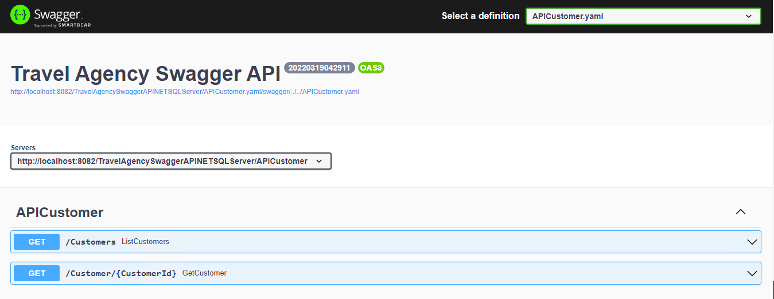 Swagger
Supported by SMARTBEAR
Select a definition
APICustomer.yaml
Travel Agency Swagger API 20220319042911 OAS3
http://localhost:8082/TravelAgencySwaggerAPINETSQLServer/APICustomer.yaml/swagger/../../APICustomer.yaml
Servers
http://localhost:8082/TravelAgencySwaggerAPINETSQLServer/APICustomer
APICustomer
GET /Customers ListCustomers
GET /Customer/{CustomerId} GetCustomer